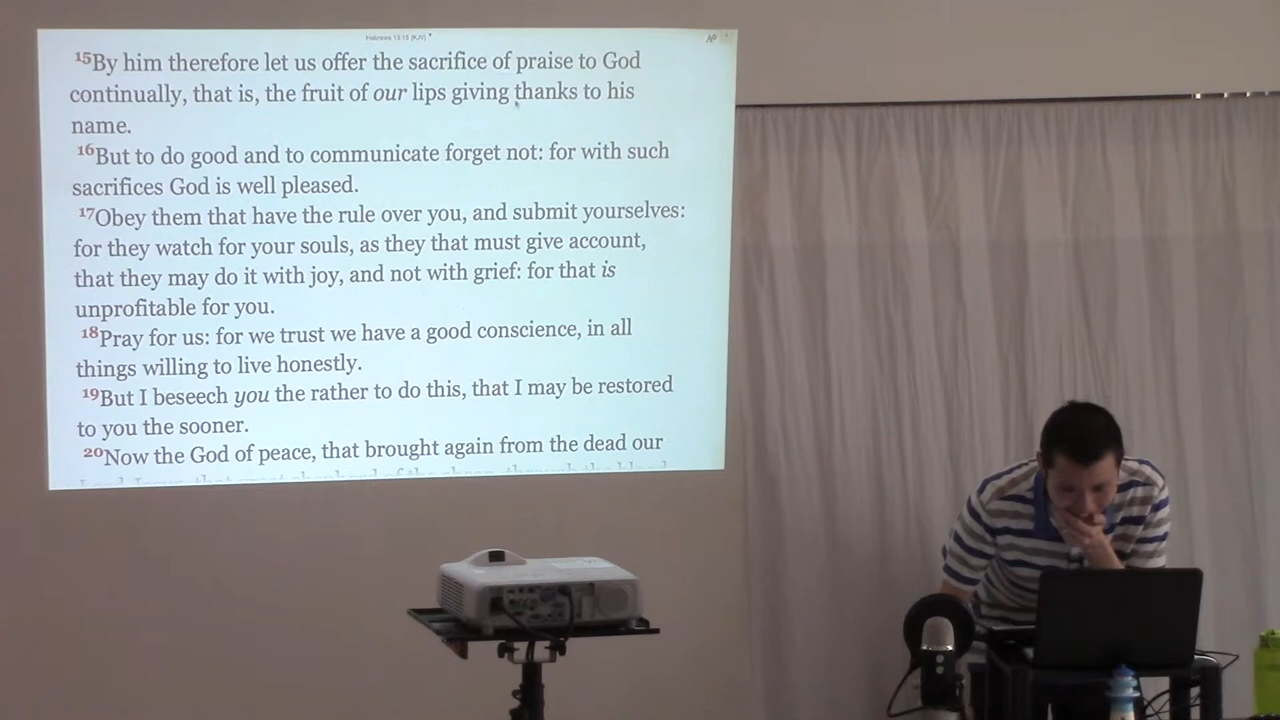 Hebrews 13:15 (KJV)
15By him therefore let us offer the sacrifice of praise to God
continually, that is, the fruit of our lips giving thanks to his
name.
16But to do good and to communicate forget not: for with such
sacrifices God is well pleased.
17Obey them that have the rule over you, and submit yourselves:
for they watch for your souls, as they that must give account,
that they may do it with joy, and not with grief: for that is
unprofitable for you.
18Pray for us: for we trust we have a good conscience, in all
things willing to live honestly.
19But I beseech you the rather to do this, that I may be restored
to you the sooner.
20Now the God of peace, that brought again from the dead our